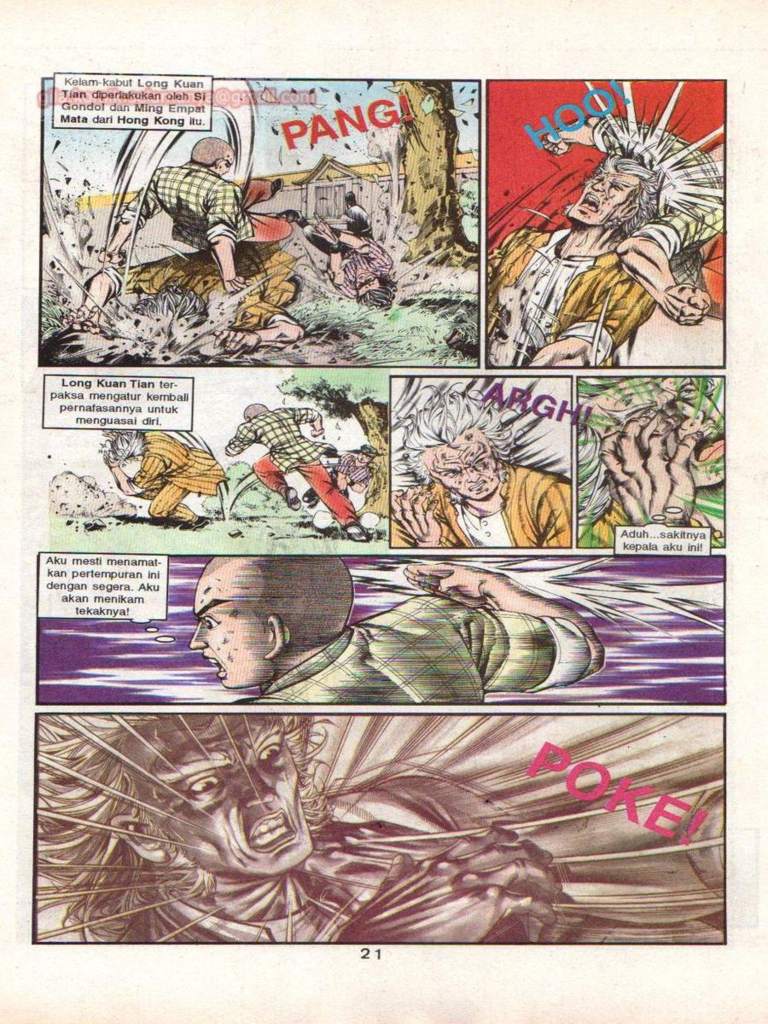 Kelam-kabut Long Kuan
Tian diperlakukan oleh Si
Gondol dan Ming Empat
Mata dari Hong Kong itu.
PANG!
HOO!
Long Kuan Tian ter-
paksa mengatur kembali
pernafasannya untuk
menguasai diri.
ARGH!
Aduh...sakitnya
kepala aku ini!
Aku mesti menamat-
kan pertempuran ini
dengan segera. Aku
akan menikam
tekaknya!
POKE!
21